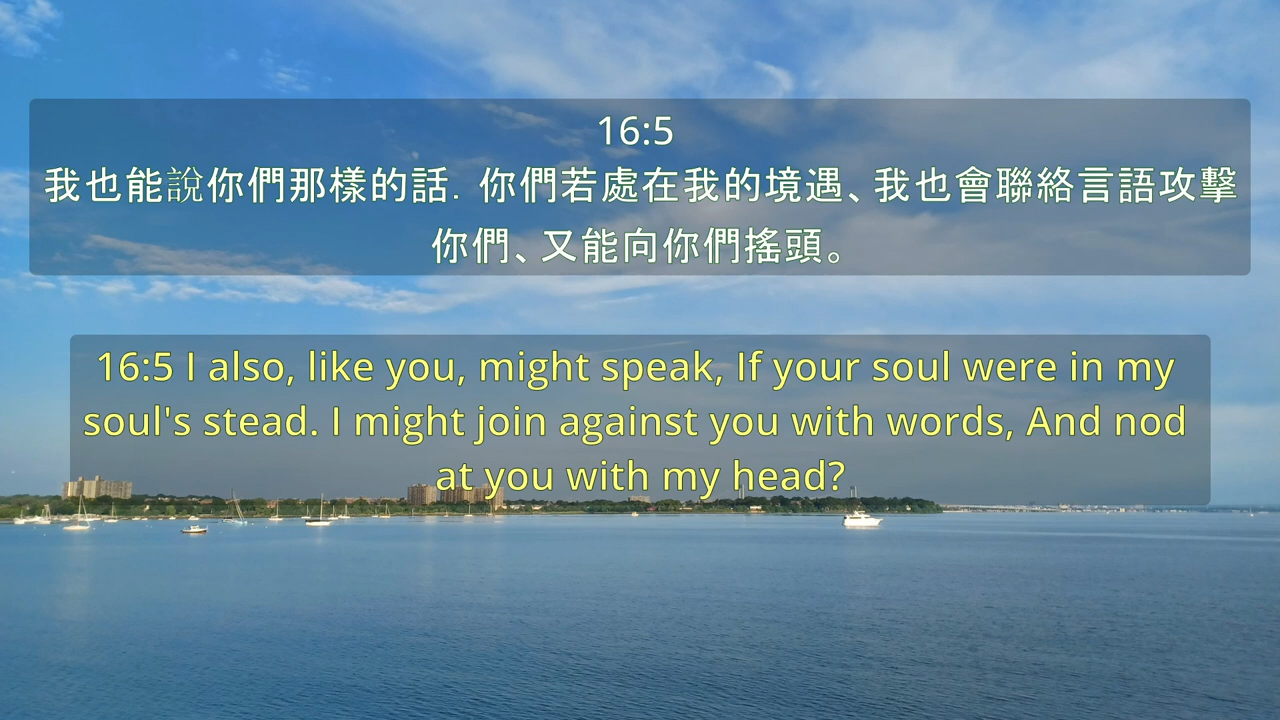 16:5
我也能說你們那樣的話．你們若處在我的境遇、我也會聯絡言語攻擊
你們、又能向你們搖頭。
16:5 I also, like you, might speak, If your soul were in my
soul's stead. I might join against you with words, And nod
at you with my head?